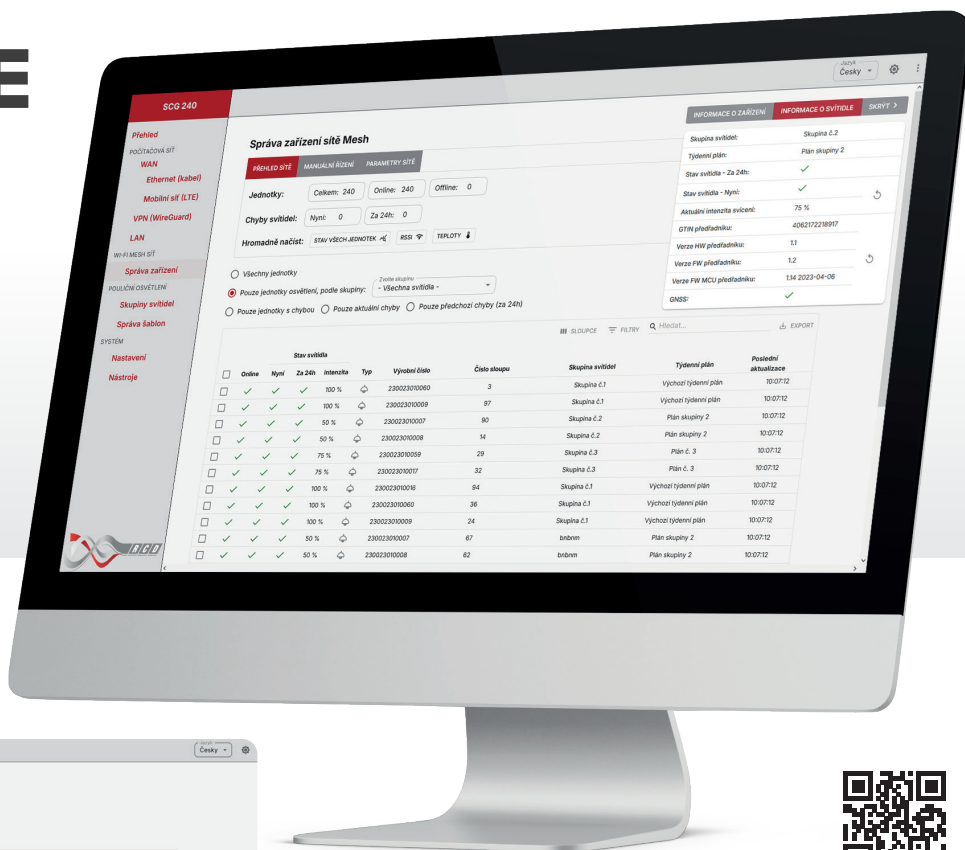 E
Jazyk
Česky
SCG 240
Přehled
POČÍTAČOVÁ SÍŤ
WAN
Ethernet (kabel)
Mobilní síť (LTE)
VPN (WireGuard)
LAN
WI-FI MESH SÍŤ
Správa zařízení
POULIČNÍ OSVĚTLENÍ
Skupiny svítidel
Správa šablon
SYSTÉM
Nastavení
Nástroje
RCD
Správa zařízení sítě Mesh
PŘEHLED SÍTĚ MANUÁLNÍ ŘÍZENÍ PARAMETRY SÍTĚ
Jednotky: Celkem: 240 Online: 240 Offline: 0
Chyby svítidel: Nyní: 0 Za 24h: 0
Hromadně načíst: STAV VŠECH JEDNOTEK RSSI TEPLOTY
Všechny jednotky
Pouze jednotky osvětlení, podle skupiny: Zvolte skupinu - Všechna svítidla -
Pouze jednotky s chybou Pouze aktuální chyby Pouze předchozí chyby (za 24h)
INFORMACE O ZAŘÍZENÍ INFORMACE O SVÍTIDLE SKRÝT >
Skupina svítidel: Skupina č.2
Týdenní plán: Plán skupiny 2
Stav svítidla - Za 24h:
Stav svítidla - Nyní:
Aktuální intenzita svícení: 75 %
GTIN předřadníku: 4062172218917
Verze HW předřadníku: 1.1
Verze FW předřadníku: 1.2
Verze FW MCU předřadníku: 1.14 2023-04-06
GNSS:
SLOUPCE FILTRY Hledat... EXPORT
Stav svítidla
Online Nyní Za 24h Intenzita Typ Výrobní číslo Číslo sloupu Skupina svítidel Týdenní plán Poslední aktualizace
100 % 230023010060 3 Skupina č.1 Výchozí týdenní plán 10:07:12
100 % 230023010009 97 Skupina č.1 Výchozí týdenní plán 10:07:12
50 % 230023010007 90 Skupina č.2 Plán skupiny 2 10:07:12
50 % 230023010008 14 Skupina č.2 Plán skupiny 2 10:07:12
75 % 230023010059 29 Skupina č.3 Plán č. 3 10:07:12
75 % 230023010017 32 Skupina č.3 Plán č. 3 10:07:12
100 % 230023010016 94 Skupina č.1 Výchozí týdenní plán 10:07:12
100 % 230023010060 36 Skupina č.1 Výchozí týdenní plán 10:07:12
100 % 230023010009 24 Skupina č.1 Výchozí týdenní plán 10:07:12
50 % 230023010007 67 bnbnm Plán skupiny 2 10:07:12
50 % 230023010008 62 bnbnm Plán skupiny 2 10:07:12
Jazyk
Česky